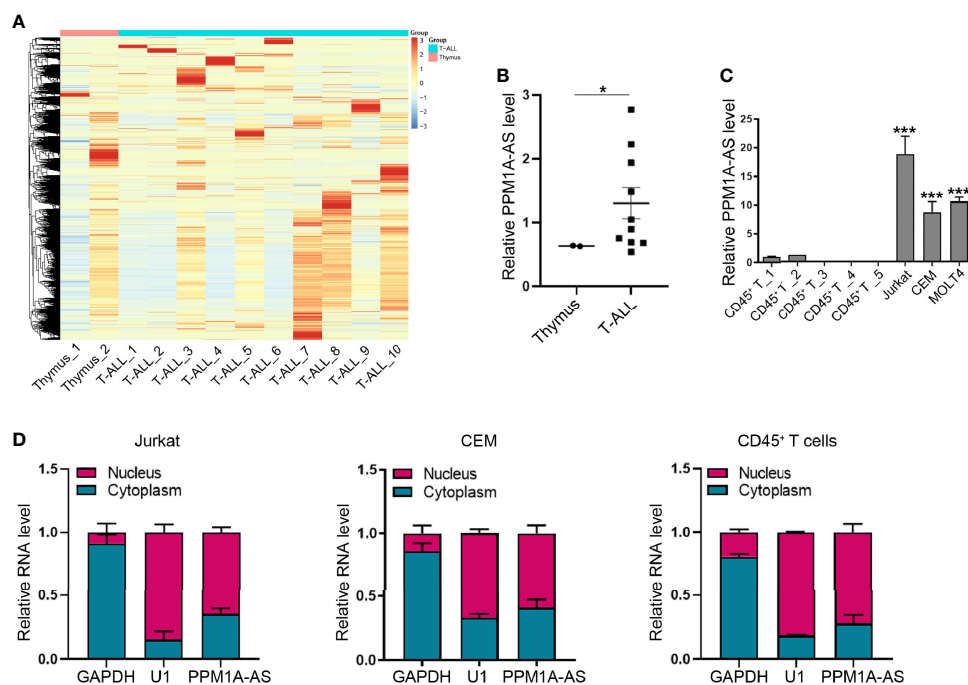 A
Group
3
2
1
0
-1
-2
-3
Group
T-ALL
Thymus
Thymus_1
Thymus_2
T-ALL_1
T-ALL_2
T-ALL_3
T-ALL_4
T-ALL_5
T-ALL_6
T-ALL_7
T-ALL_8
T-ALL_9
T-ALL_10
B
Relative PPM1A-AS level
3
2
1
0
*
Thymus
T-ALL
C
Relative PPM1A-AS level
25
20
15
10
5
0
***
***
***
CD45⁺ T_1
CD45⁺ T_2
CD45⁺ T_3
CD45⁺ T_4
CD45⁺ T_5
Jurkat
CEM
MOLT4
D
Jurkat
Relative RNA level
1.5
1.0
0.5
0.0
Nucleus
Cytoplasm
GAPDH U1 PPM1A-AS
CEM
Relative RNA level
1.5
1.0
0.5
0.0
Nucleus
Cytoplasm
GAPDH U1 PPM1A-AS
CD45⁺ T cells
Relative RNA level
1.5
1.0
0.5
0.0
Nucleus
Cytoplasm
GAPDH U1 PPM1A-AS